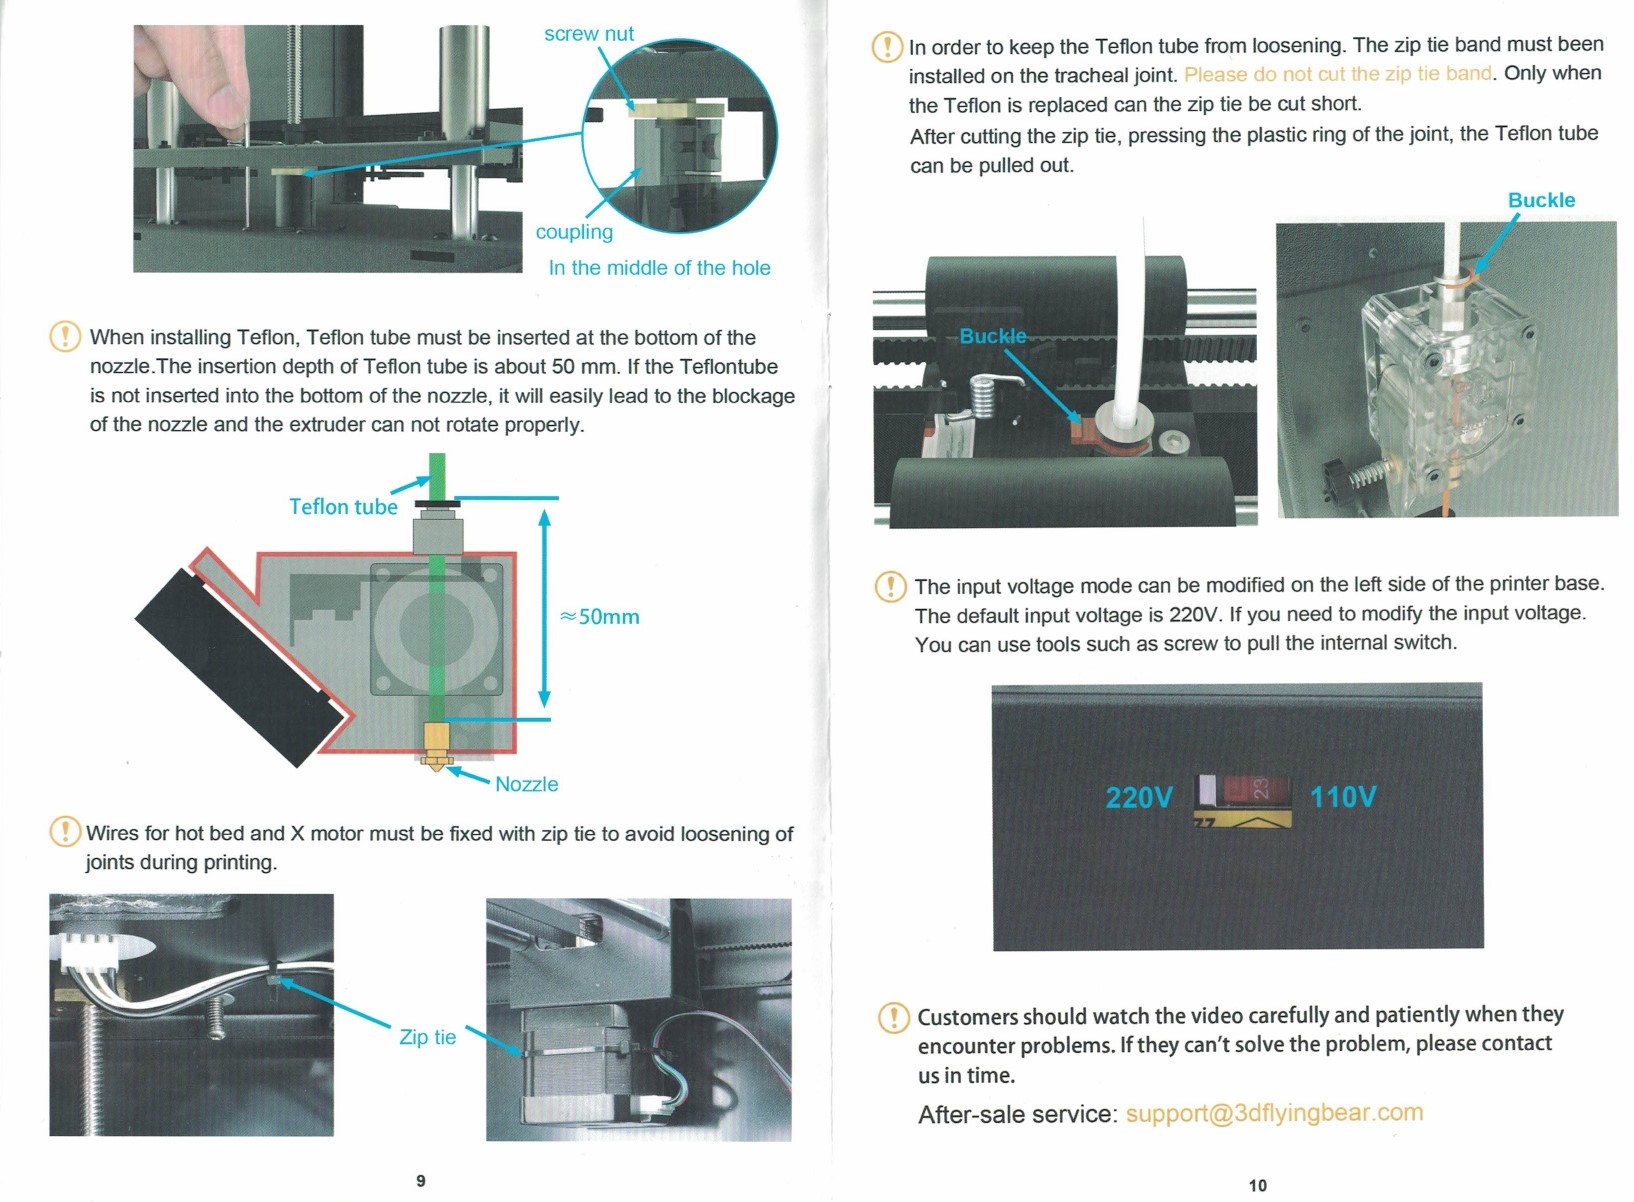 screw nut
coupling
In the middle of the hole
When installing Teflon, Teflon tube must be inserted at the bottom of the
nozzle.The insertion depth of Teflon tube is about 50 mm. If the Teflontube
is not inserted into the bottom of the nozzle, it will easily lead to the blockage
of the nozzle and the extruder can not rotate properly.
Teflon tube
≈50mm
Nozzle
Wires for hot bed and X motor must be fixed with zip tie to avoid loosening of
joints during printing.
Zip tie
9
In order to keep the Teflon tube from loosening. The zip tie band must been
installed on the tracheal joint. Please do not cut the zip tie band. Only when
the Teflon is replaced can the zip tie be cut short.
After cutting the zip tie, pressing the plastic ring of the joint, the Teflon tube
can be pulled out.
Buckle
Buckle
The input voltage mode can be modified on the left side of the printer base.
The default input voltage is 220V. If you need to modify the input voltage.
You can use tools such as screw to pull the internal switch.
220V
23
110V
Customers should watch the video carefully and patiently when they
encounter problems. If they can't solve the problem, please contact
us in time.
After-sale service: support@3dflyingbear.com
10